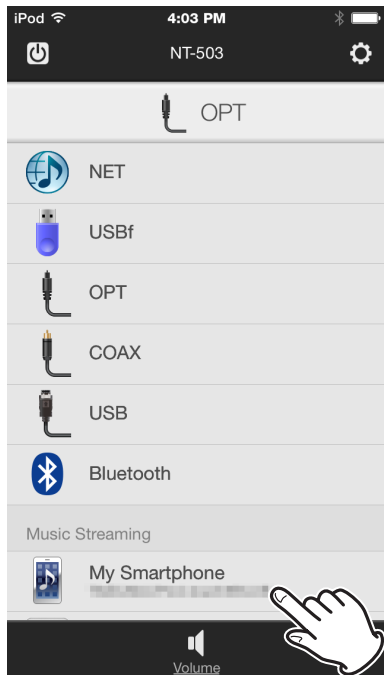 iPod 4:03 PM
NT-503
OPT
NET
USBf
OPT
COAX
USB
Bluetooth
Music Streaming
My Smartphone
Volume